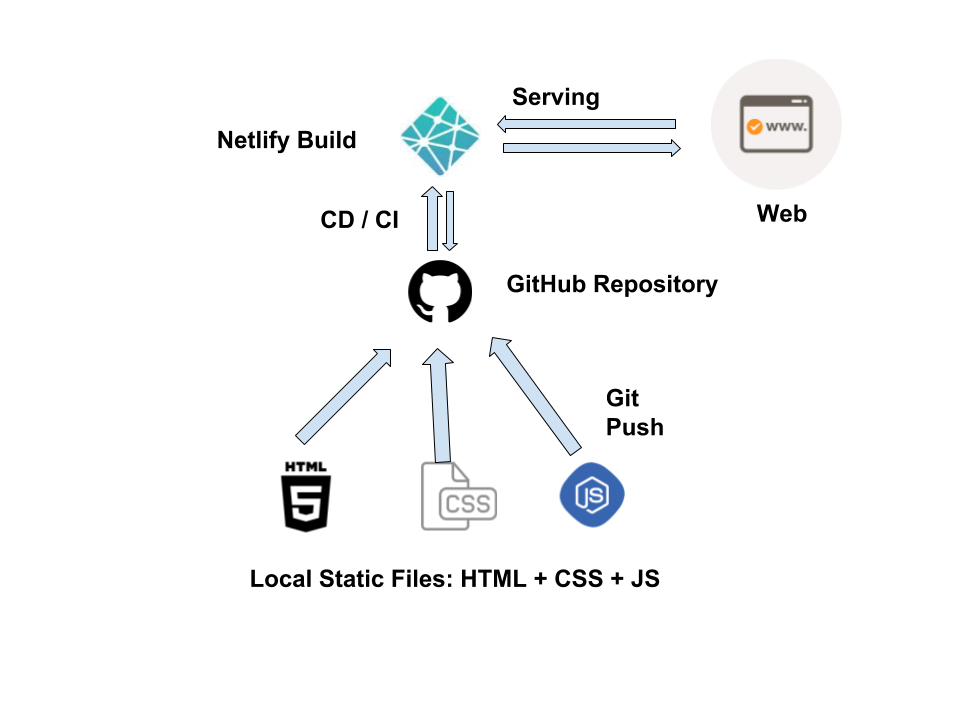 Serving
www.
Netlify Build
Web
CD / CI
GitHub Repository
Git
Push
HTML
5
CSS
JS
Local Static Files: HTML + CSS + JS